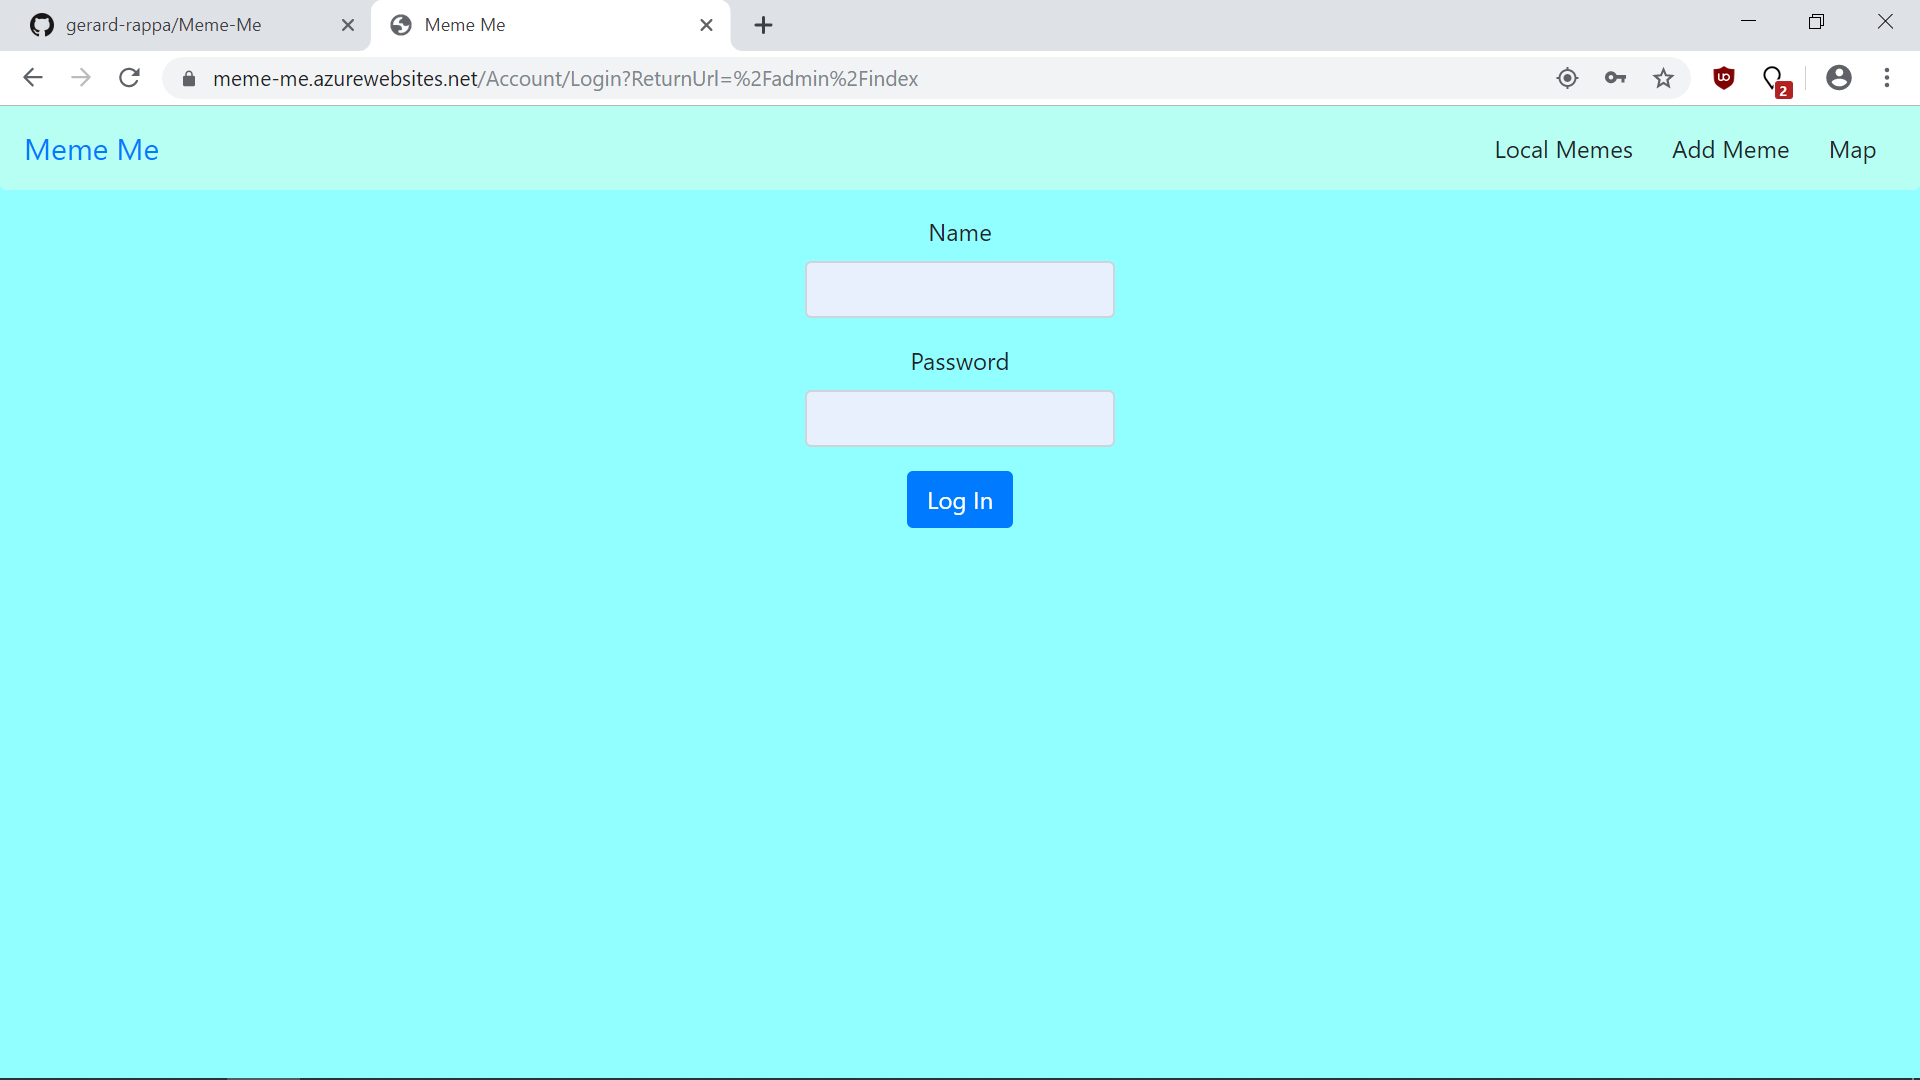 gerard-rappa/Meme-Me
Meme Me
meme-me.azurewebsites.net/Account/Login?ReturnUrl=%2Fadmin%2Findex
2
Meme Me
Local Memes
Add Meme
Map
Name
Password
Log In